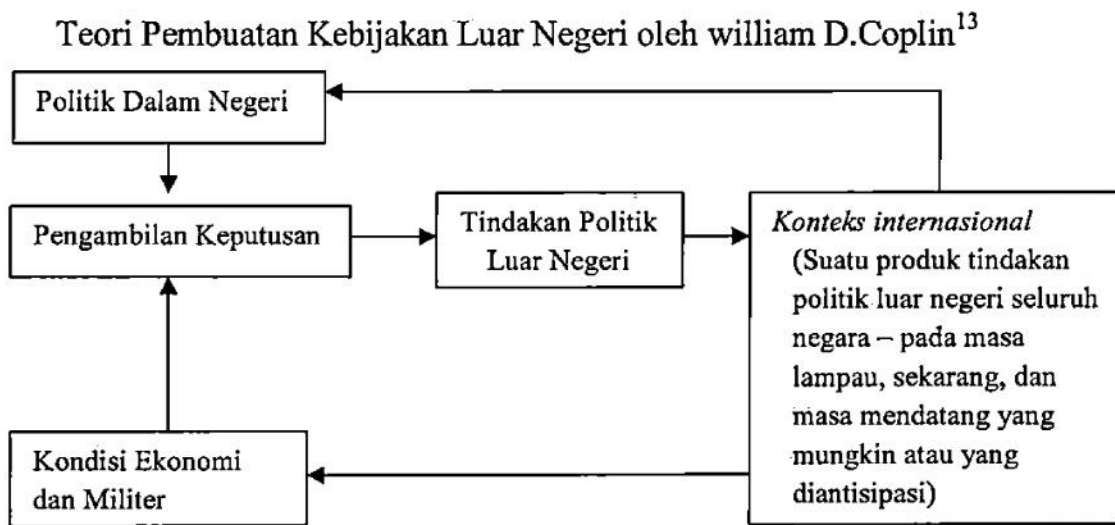 Teori Pembuatan Kebijakan Luar Negeri oleh william D.Coplin¹³
Politik Dalam Negeri
Pengambilan Keputusan
Tindakan Politik
Luar Negeri
Konteks internasional
(Suatu produk tindakan
politik luar negeri seluruh
negara – pada masa
lampau, sekarang, dan
masa mendatang yang
mungkin atau yang
diantisipasi)
Kondisi Ekonomi
dan Militer